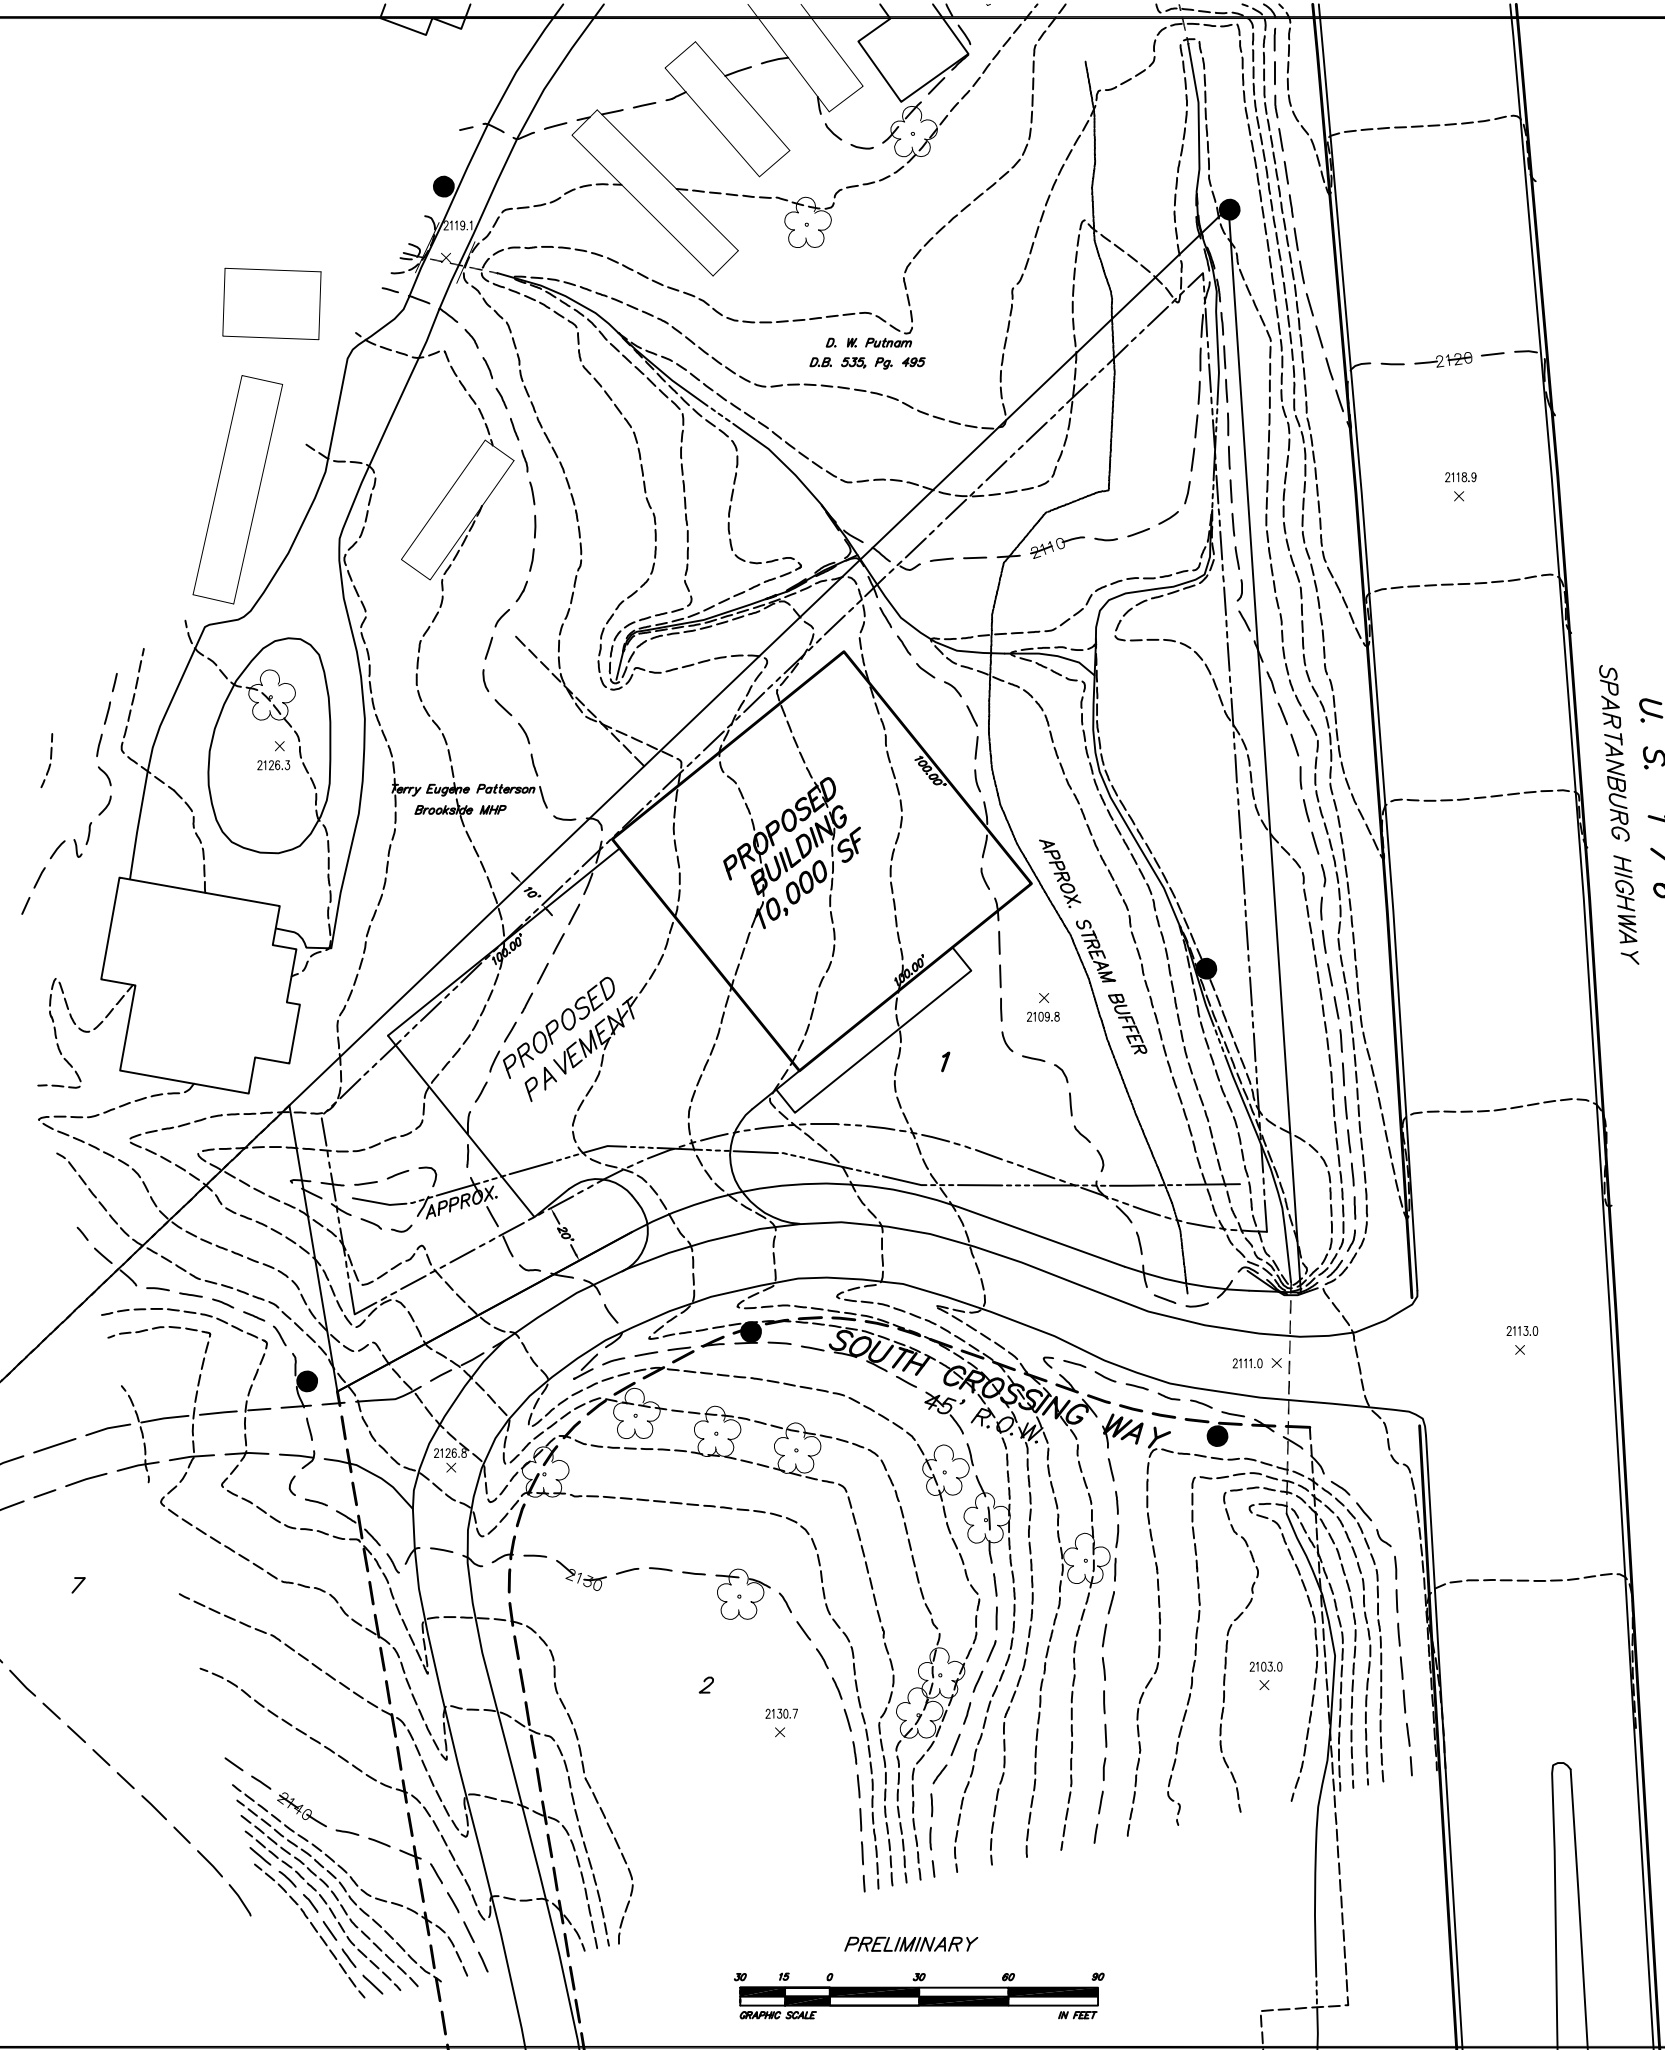 2119.1
D. W. Putnam
D.B. 535, Pg. 495
2120
2118.9
2110
U. S. 176
SPARTANBURG HIGHWAY
2126.3
Terry Eugene Patterson
Brookside MHP
100.00'
PROPOSED
BUILDING
10,000 SF
10'
100.00'
100.00'
PROPOSED
PAVEMENT
APPROX. STREAM BUFFER
2109.8
1
APPROX.
20'
SOUTH CROSSING WAY
45' R.O.W.
2111.0
2113.0
2126.8
7
2130
2
2130.7
2103.0
2140
PRELIMINARY
30 15 0 30 60 90
GRAPHIC SCALE IN FEET